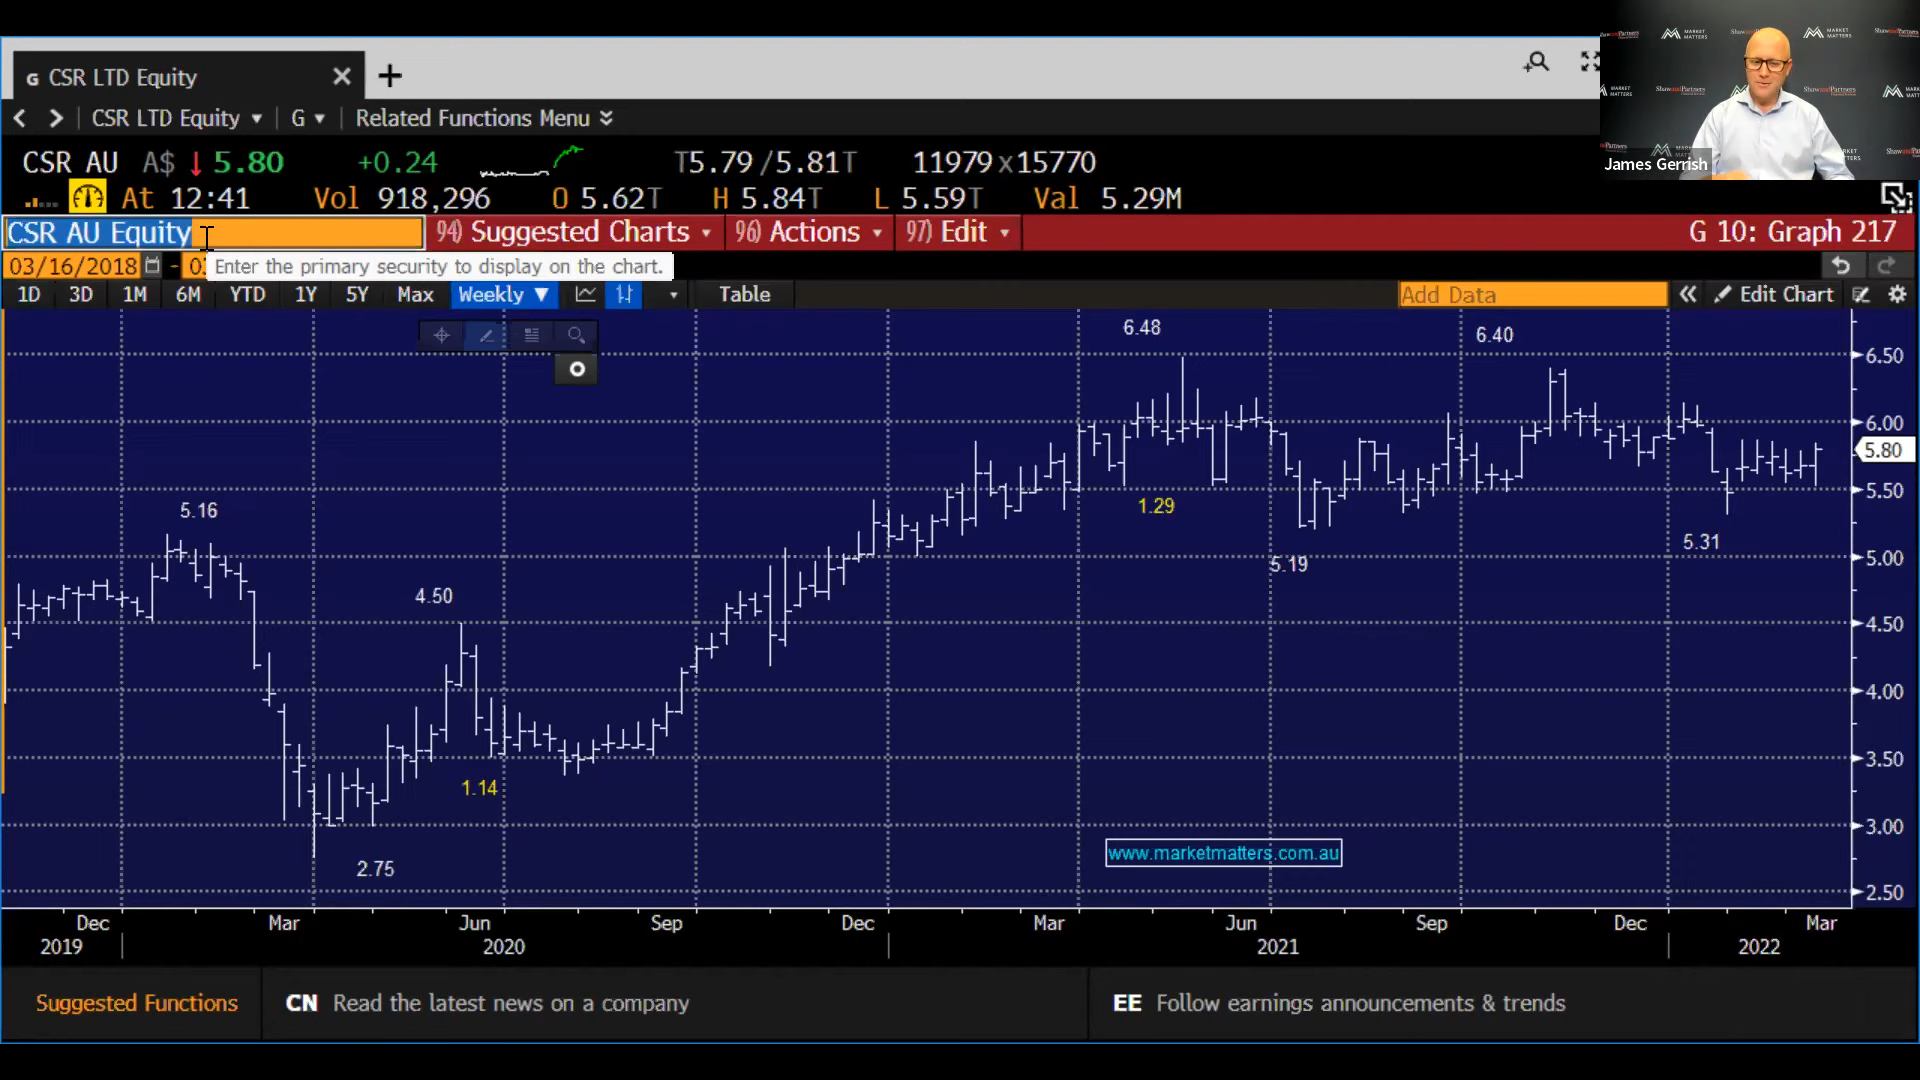 G CSR LTD Equity
CSR LTD Equity G Related Functions Menu
CSR AU A$ 5.80 +0.24 T5.79/5.81T 11979x15770
At 12:41 Vol 918,296 O 5.62T H 5.84T L 5.59T Val 5.29M
CSR AU Equity 94) Suggested Charts 96) Actions 97) Edit G 10: Graph 217
03/16/2018 - 03 Enter the primary security to display on the chart.
1D 3D 1M 6M YTD 1Y 5Y Max Weekly Table Add Data Edit Chart
MARKET MATTERS
ShawandPartners
James Gerrish
6.48
6.40
6.50
6.00
5.80
5.50
5.16
1.29
5.31
5.19
5.00
4.50
4.50
4.00
3.50
1.14
3.00
2.75
www.marketmatters.com.au
2.50
Dec Mar Jun Sep Dec Mar Jun Sep Dec Mar
2019 2020 2021 2022
Suggested Functions CN Read the latest news on a company EE Follow earnings announcements & trends